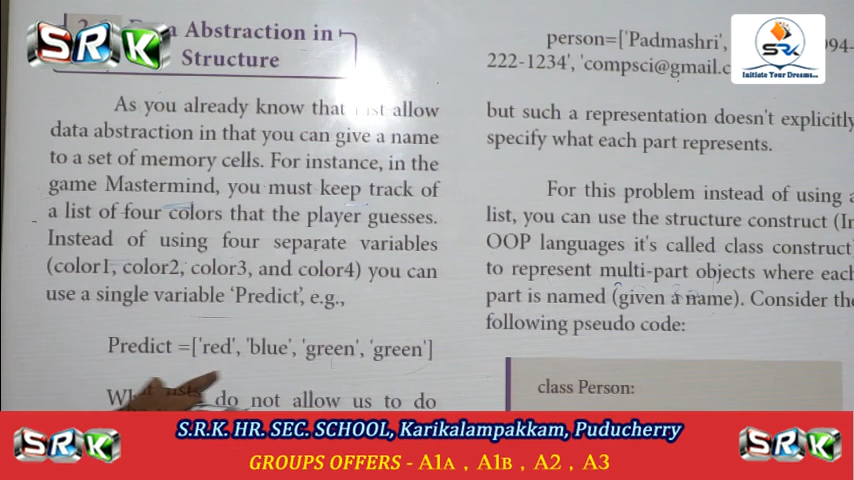 SRK
Abstraction in
Structure
As you already know that List allow
data abstraction in that you can give a name
to a set of memory cells. For instance, in the
game Mastermind, you must keep track of
a list of four colors that the player guesses.
Instead of using four separate variables
(color1, color2, color3, and color4) you can
use a single variable ‘Predict’, e.g.,
Predict =['red', 'blue', 'green', 'green']
do not allow us to do
person=['Padmashri',
994-
222-1234', 'compsci@gmail.c
but such a representation doesn't explicitly
specify what each part represents.
For this problem instead of using a
list, you can use the structure construct (In
OOP languages it's called class construct)
to represent multi-part objects where each
part is named (given a name). Consider the
following pseudo code:
class Person:
SRK
Initiate Your Dreams...
SRK
S.R.K. HR. SEC. SCHOOL, Karikalampakkam, Puducherry
GROUPS OFFERS - A1A , A1B , A2 , A3
SRK